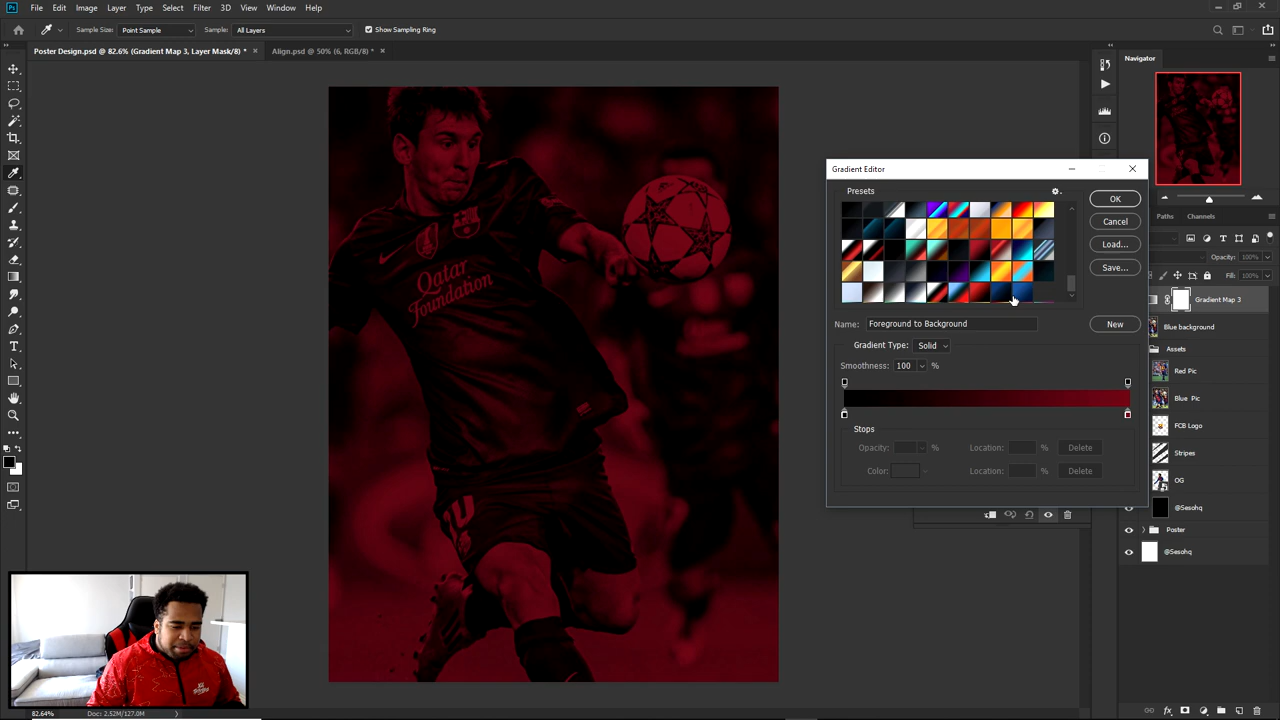 Ps File Edit Image Layer Type Select Filter 3D View Window Help
Sample Size: Point Sample Sample: All Layers Show Sampling Ring
Poster Design.psd @ 82.6% (Gradient Map 3, Layer Mask/8) * × Align.psd @ 50% (6, RGB/8) * ×
Navigator
Gradient Editor
Presets
OK
Cancel
Load...
Save...
Name: Foreground to Background
New
Gradient Type: Solid
Smoothness: 100 %
Stops
Opacity: % Location: % Delete
Color: Location: % Delete
Paths Channels
Opacity: 100%
Fill: 100%
Gradient Map 3
Blue background
Assets
Red Pic
Blue Pic
FCB Logo
Stripes
OG
@Sesohq
Poster
@Sesohq
Qatar
Foundation
10
82.64% Doc: 2.52M/127.0M